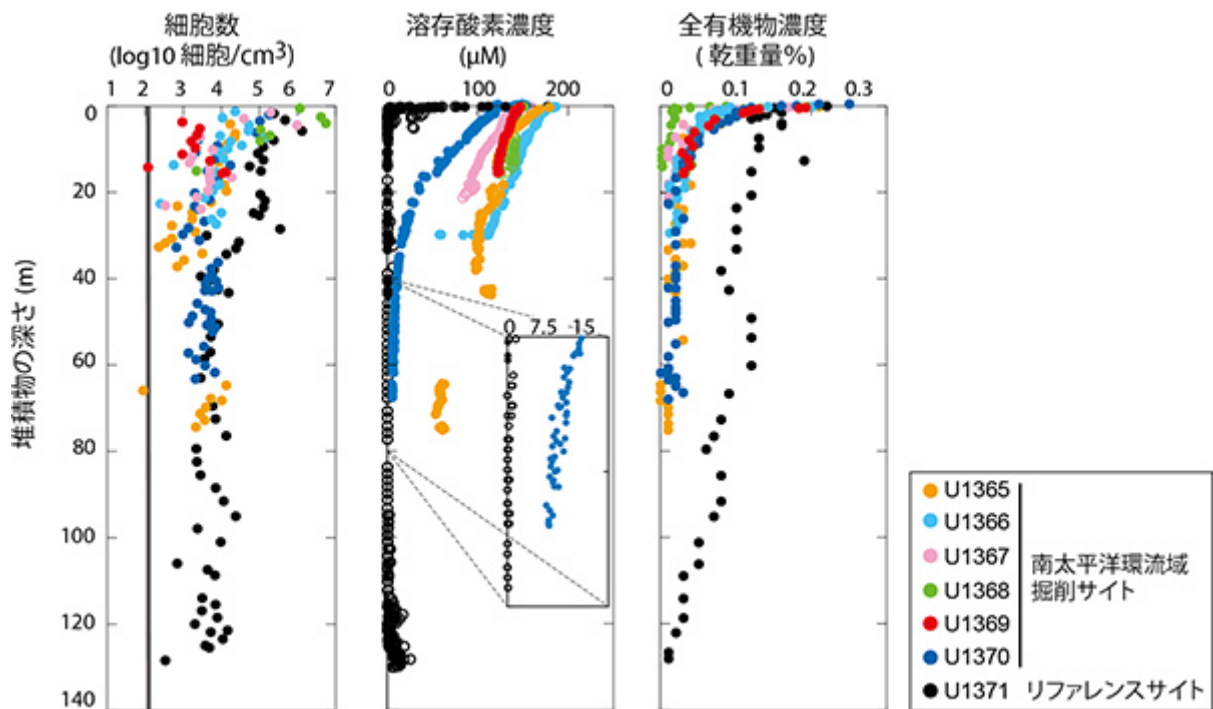 細胞数
(log10 細胞/cm3)
1 2 3 4 5 6 7
溶存酸素濃度
(μM)
0 100 200
全有機物濃度
( 乾重量%)
0 0.1 0.2 0.3
堆積物の深さ (m)
0
20
40
60
80
100
120
140
0 7.5 15
U1365
U1366
U1367
U1368
U1369
U1370
南太平洋環流域
掘削サイト
U1371 リファレンスサイト